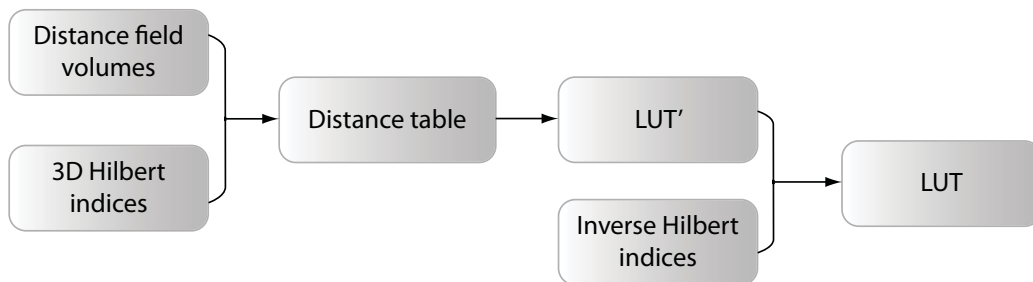 Distance field
volumes
3D Hilbert
indices
Distance table
LUT’
Inverse Hilbert
indices
LUT